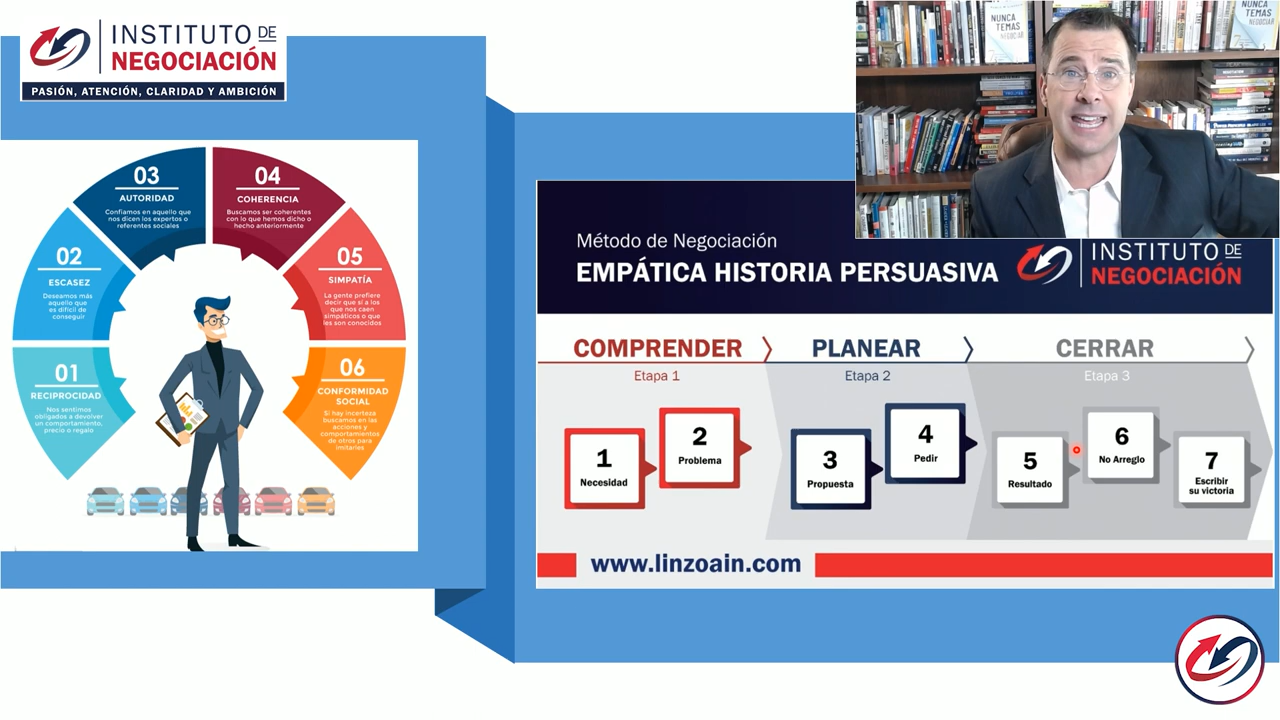 INSTITUTO DE
NEGOCIACIÓN
PASIÓN, ATENCIÓN, CLARIDAD Y AMBICIÓN
01
RECIPROCIDAD
Nos sentimos
obligados a devolver
un comportamiento,
precio o regalo
02
ESCASEZ
Deseamos más
aquello que
es difícil de
conseguir
03
AUTORIDAD
Confiamos en aquello que
nos dicen los expertos o
referentes sociales
04
COHERENCIA
Buscamos ser coherentes
con lo que hemos dicho o
hecho anteriormente
05
SIMPATÍA
La gente prefiere
decir que sí a los
que nos caen
simpáticos o que
les son conocidos
06
CONFORMIDAD
SOCIAL
Si hay incerteza
buscamos en las
acciones y
comportamientos
de otros para
imitarles
NUNCA
TEMAS
NEGOCIAR
Método de Negociación
EMPÁTICA HISTORIA PERSUASIVA
INSTITUTO DE
NEGOCIACIÓN
COMPRENDER
Etapa 1
PLANEAR
Etapa 2
CERRAR
Etapa 3
1
Necesidad
2
Problema
3
Propuesta
4
Pedir
5
Resultado
6
No Arreglo
7
Escribir
su victoria
www.linzoain.com